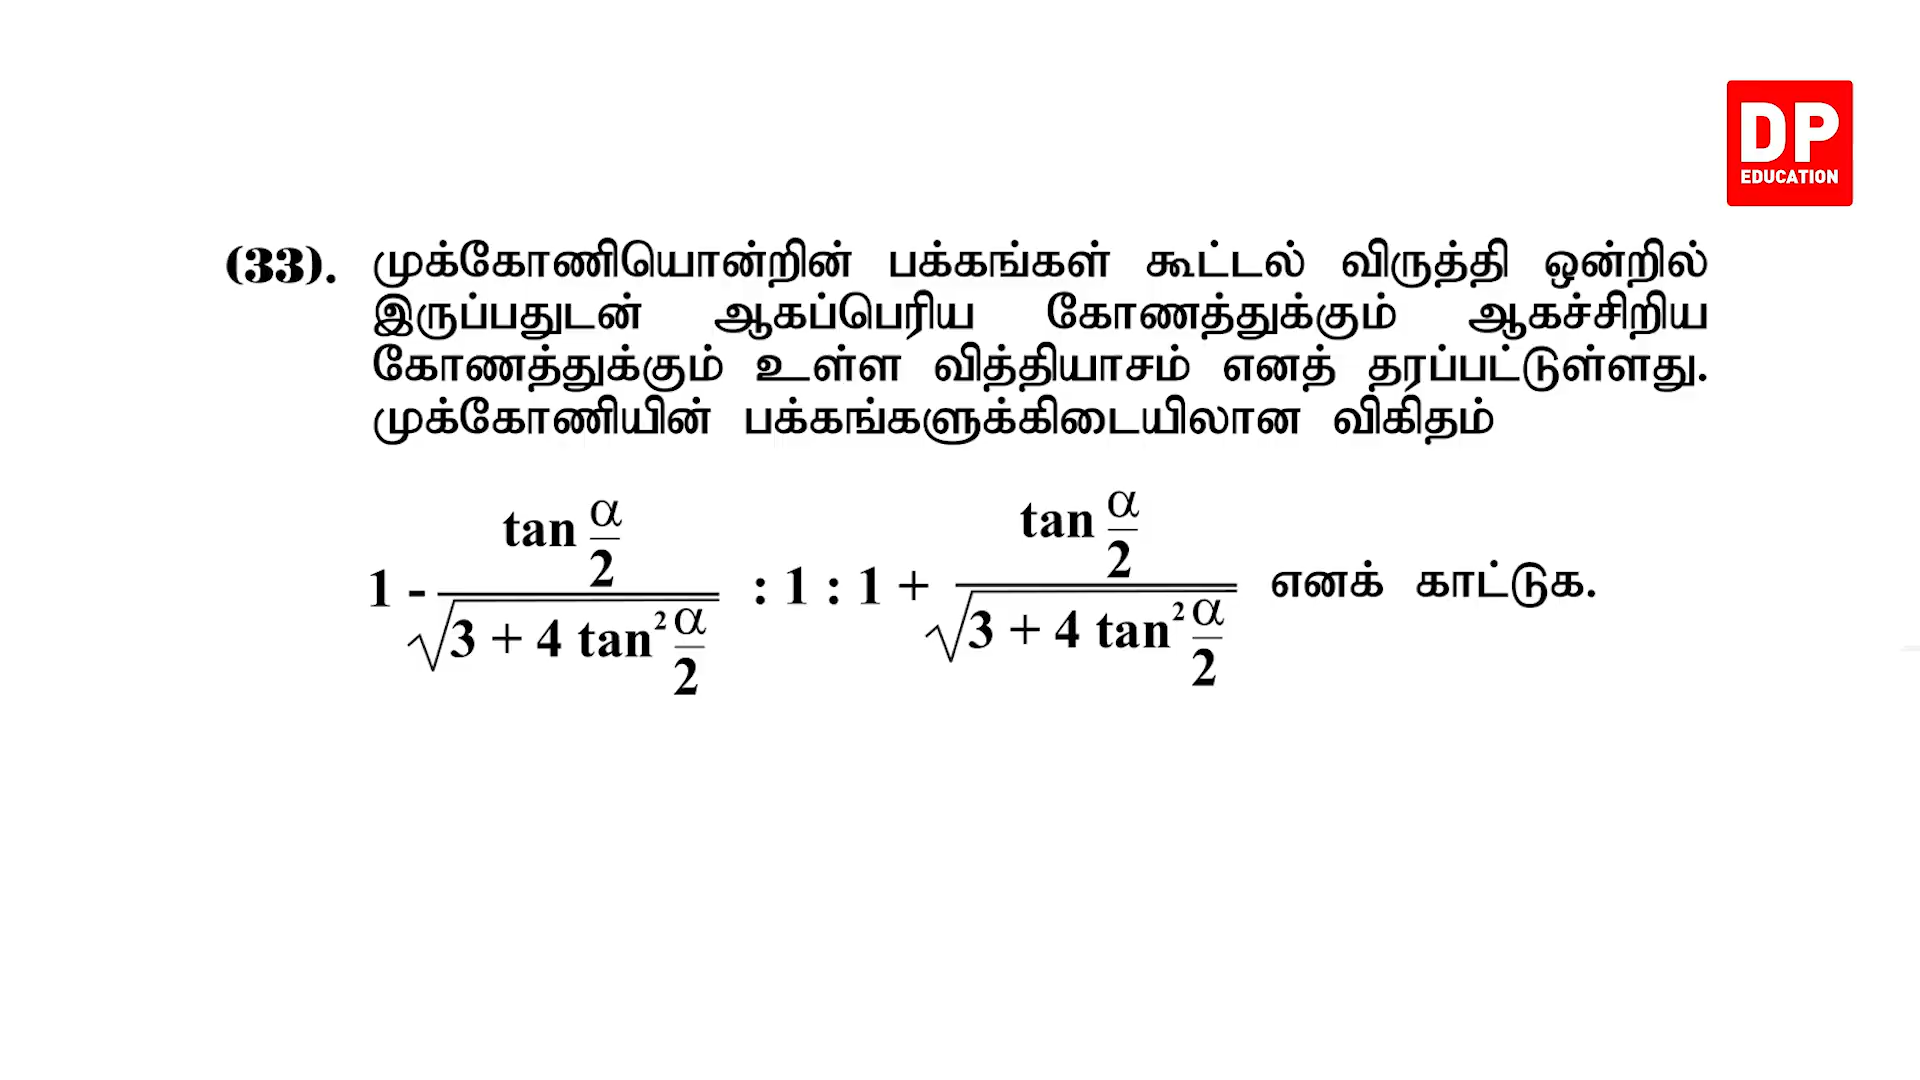 DP
EDUCATION
(33). முக்கோணியொன்றின் பக்கங்கள் கூட்டல் விருத்தி ஒன்றில்
இருப்பதுடன் ஆகப்பெரிய கோணத்துக்கும் ஆகச்சிறிய
கோணத்துக்கும் உள்ள வித்தியாசம் எனத் தரப்பட்டுள்ளது.
முக்கோணியின் பக்கங்களுக்கிடையிலான விகிதம்
1 - tan α/2 / √(3 + 4 tan² α/2) : 1 : 1 + tan α/2 / √(3 + 4 tan² α/2) எனக் காட்டுக.